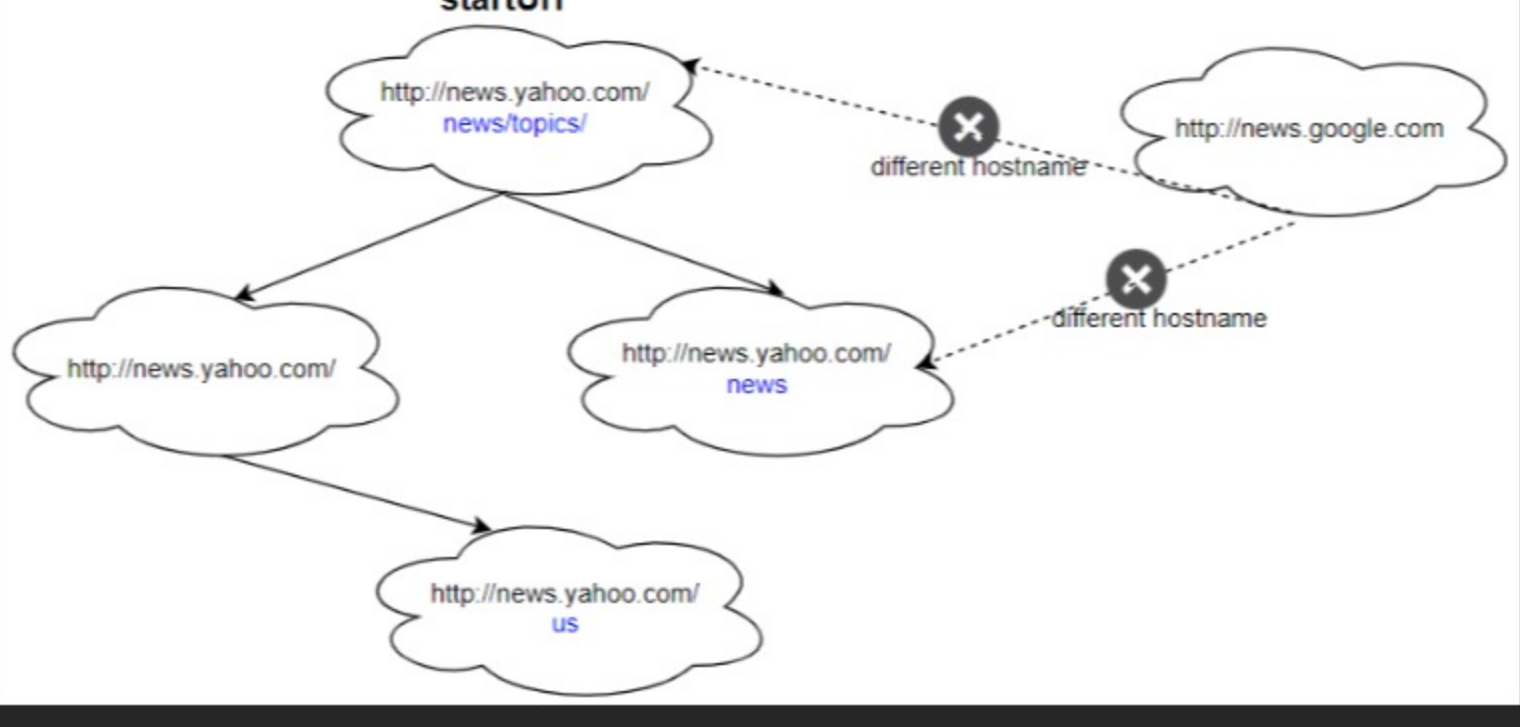 startUrl
http://news.yahoo.com/
news/topics/
http://news.google.com
different hostname
different hostname
http://news.yahoo.com/
http://news.yahoo.com/
news
http://news.yahoo.com/
us